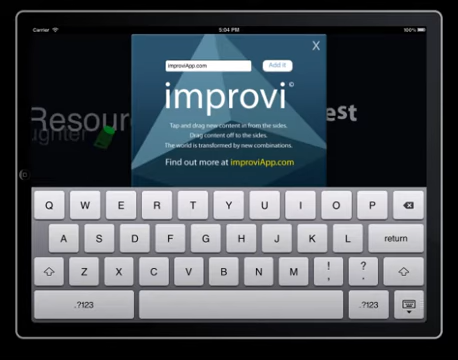 Carrier 5:04 PM 100%
X
improviApp.com Add it
improvi©
Resour est
ughter
Tap and drag new content in from the sides.
Drag content off to the sides.
The world is transformed by new combinations.
Find out more at improviApp.com
Q W E R T Y U I O P
A S D F G H J K L return
Z X C V B N M ! , ? .
.?123 .?123